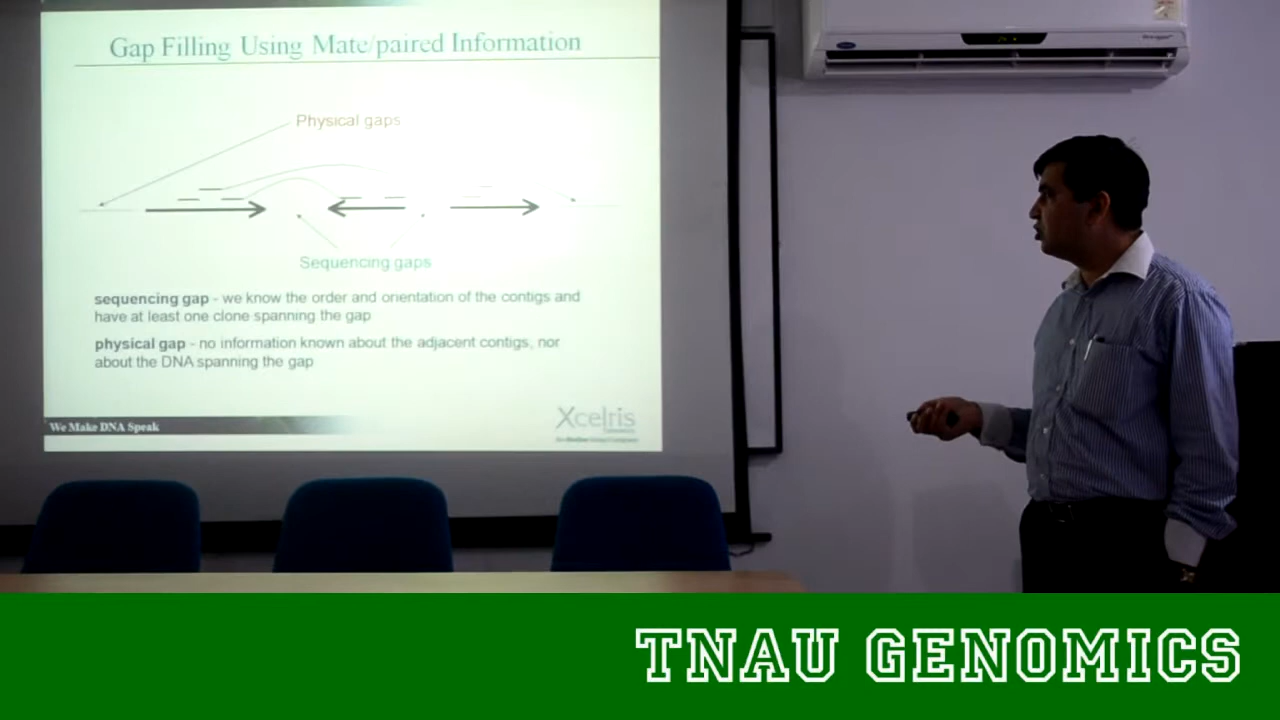 Gap Filling Using Mate/paired Information
Physical gaps
Sequencing gaps
sequencing gap - we know the order and orientation of the contigs and
have at least one clone spanning the gap
physical gap - no information known about the adjacent contigs, nor
about the DNA spanning the gap
We Make DNA Speak
Xcelris
TNAU GENOMICS